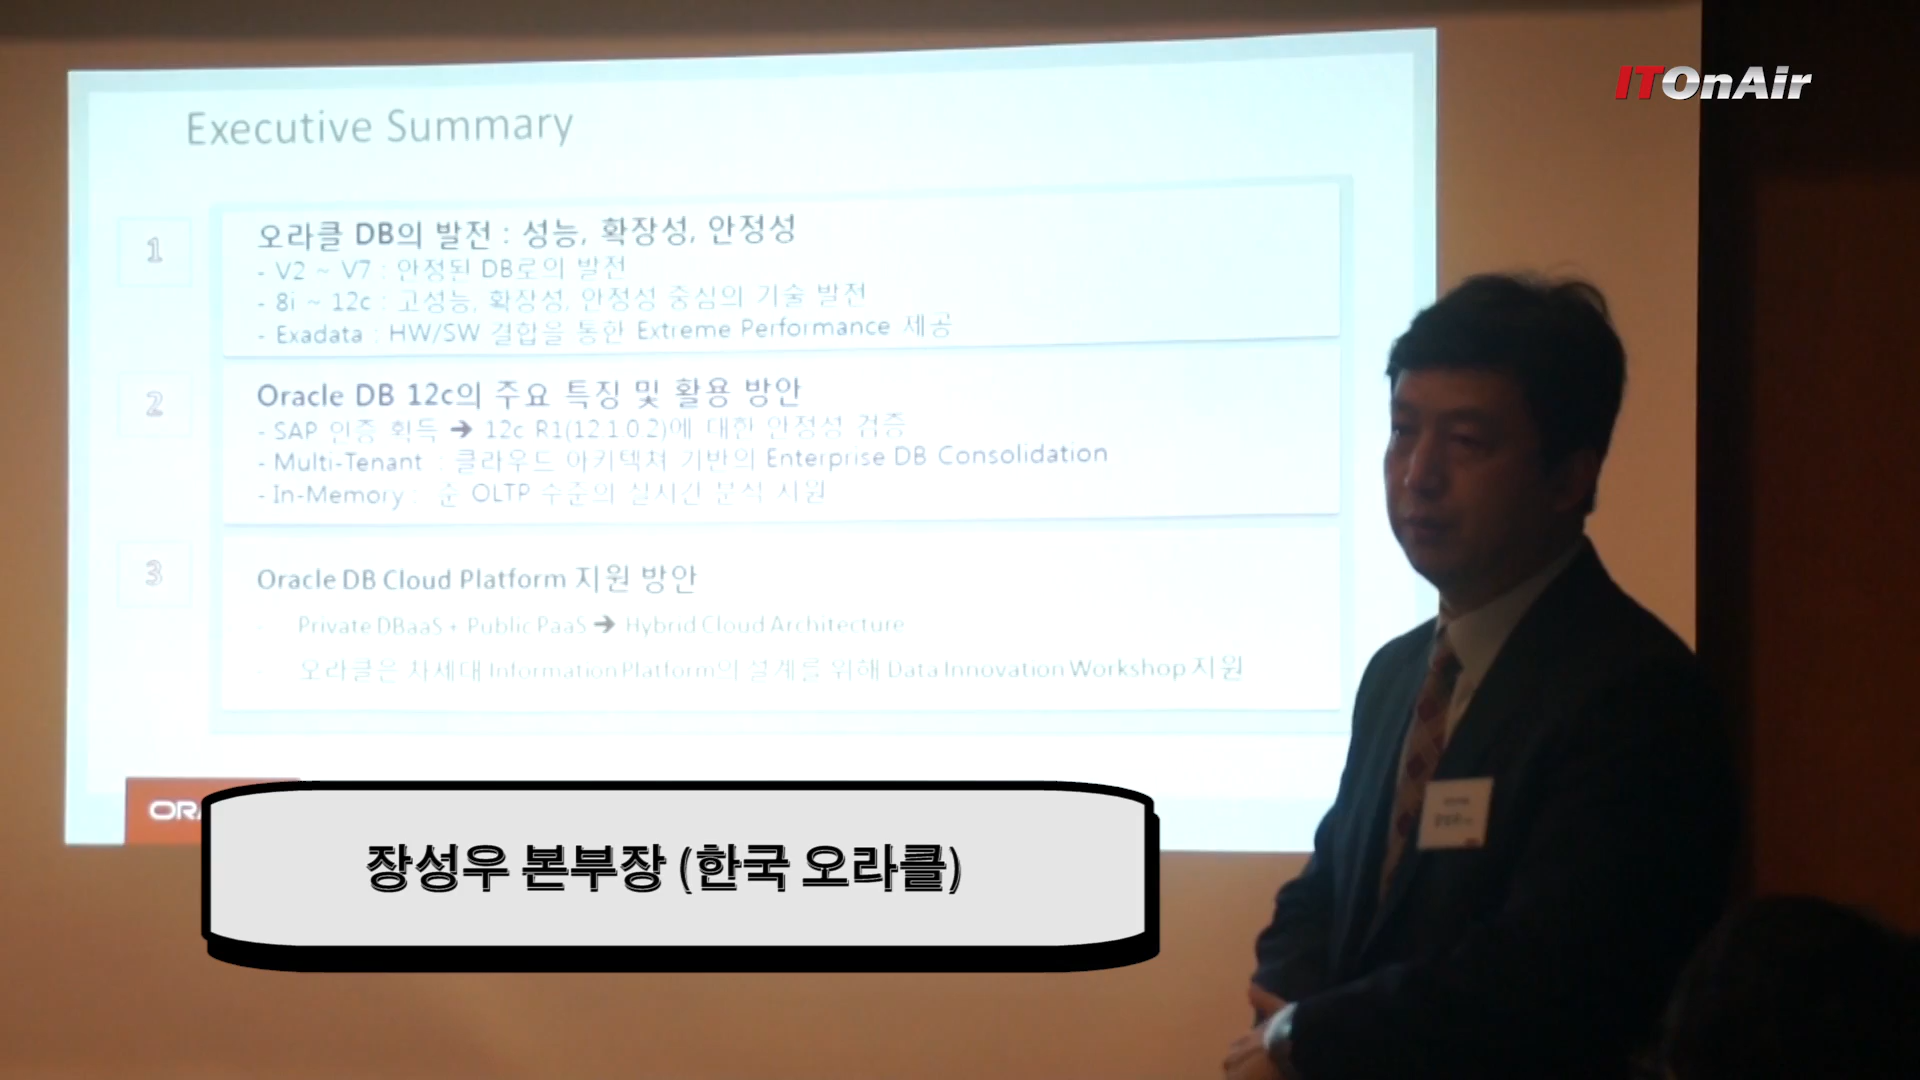 ITOnAir
Executive Summary
1
오라클 DB의 발전 : 성능, 확장성, 안정성
- V2 ~ V7 : 안정된 DB로의 발전
- 8i ~ 12c : 고성능, 확장성, 안정성 중심의 기술 발전
- Exadata : HW/SW 결합을 통한 Extreme Performance 제공
2
Oracle DB 12c의 주요 특징 및 활용 방안
- SAP 인증 획득 ➔ 12c R1(12.1.0.2)에 대한 안정성 검증
- Multi-Tenant : 클라우드 아키텍처 기반의 Enterprise DB Consolidation
- In-Memory : 준 OLTP 수준의 실시간 분석 지원
3
Oracle DB Cloud Platform 지원 방안
- Private DBaaS + Public PaaS ➔ Hybrid Cloud Architecture
- 오라클은 차세대 Information Platform의 설계를 위해 Data Innovation Workshop 지원
장성우 본부장 (한국 오라클)